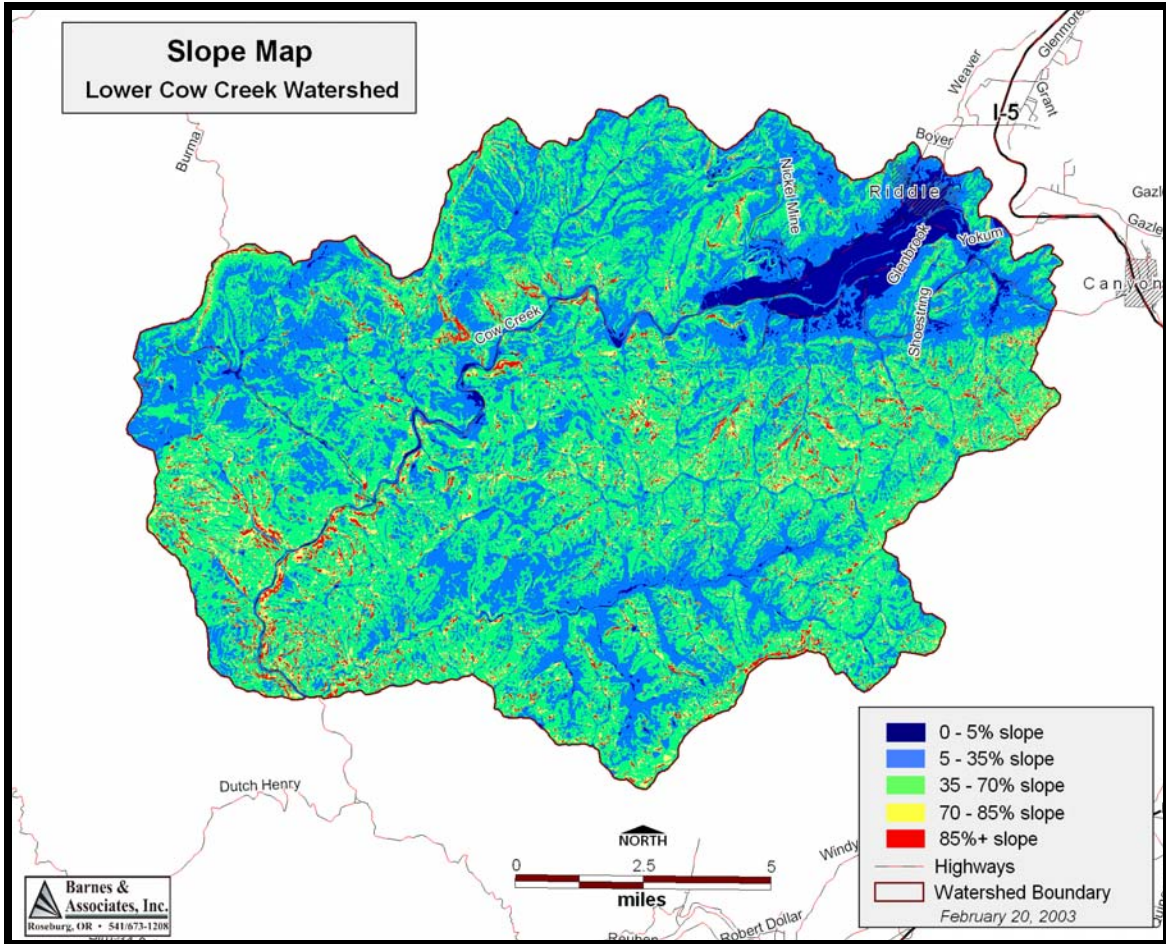 Slope Map
Lower Cow Creek Watershed
Burma
Weaver
Glenmore
Grant
I-5
Boyer
Nickel Mine
Riddle
Gazle
Gazle
Glenbrook
Yokum
Canyon
Shoestring
Cow Creek
0 - 5% slope
5 - 35% slope
35 - 70% slope
70 - 85% slope
85%+ slope
Highways
Watershed Boundary
February 20, 2003
Dutch Henry
NORTH
0 2.5 5
miles
Windy
Robert Dollar
Reuben
Barnes &
Associates, Inc.
Roseburg, OR • 541/673-1208